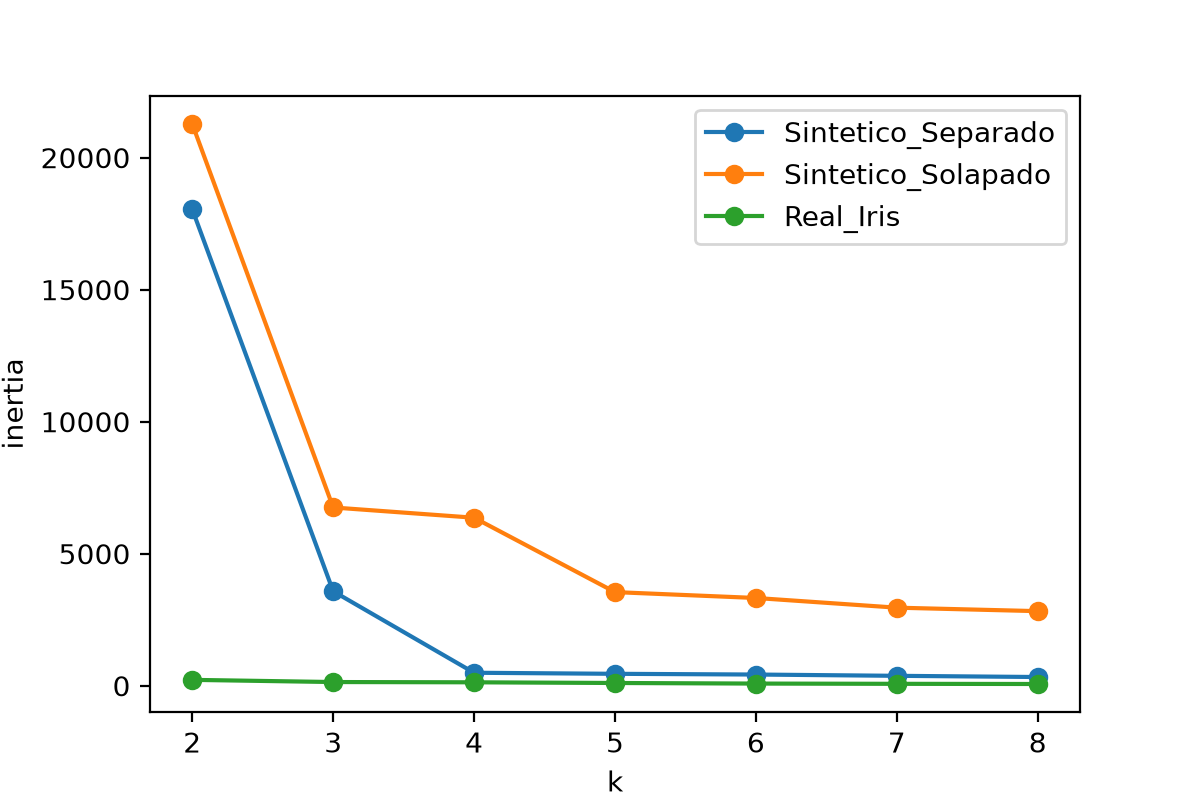 Sintetico_Separado
Sintetico_Solapado
Real_Iris
20000
15000
10000
5000
0
inertia
2 3 4 5 6 7 8
k